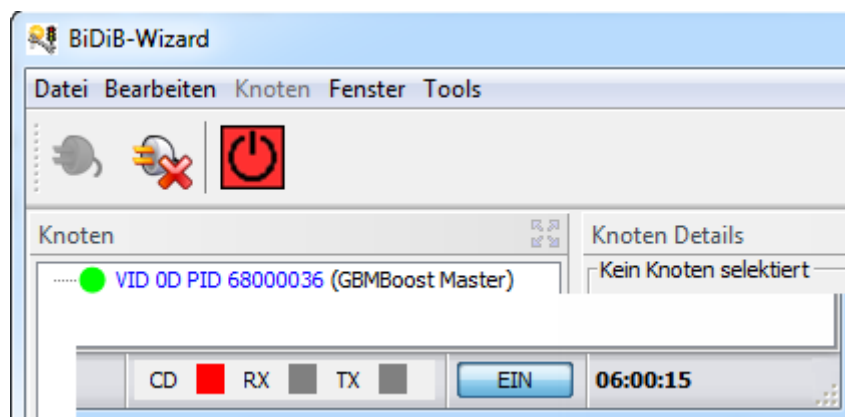 BiDiB-Wizard
Datei Bearbeiten Knoten Fenster Tools
Knoten
Knoten Details
VID 0D PID 68000036 (GBMBoost Master)
Kein Knoten selektiert
CD RX TX EIN 06:00:15